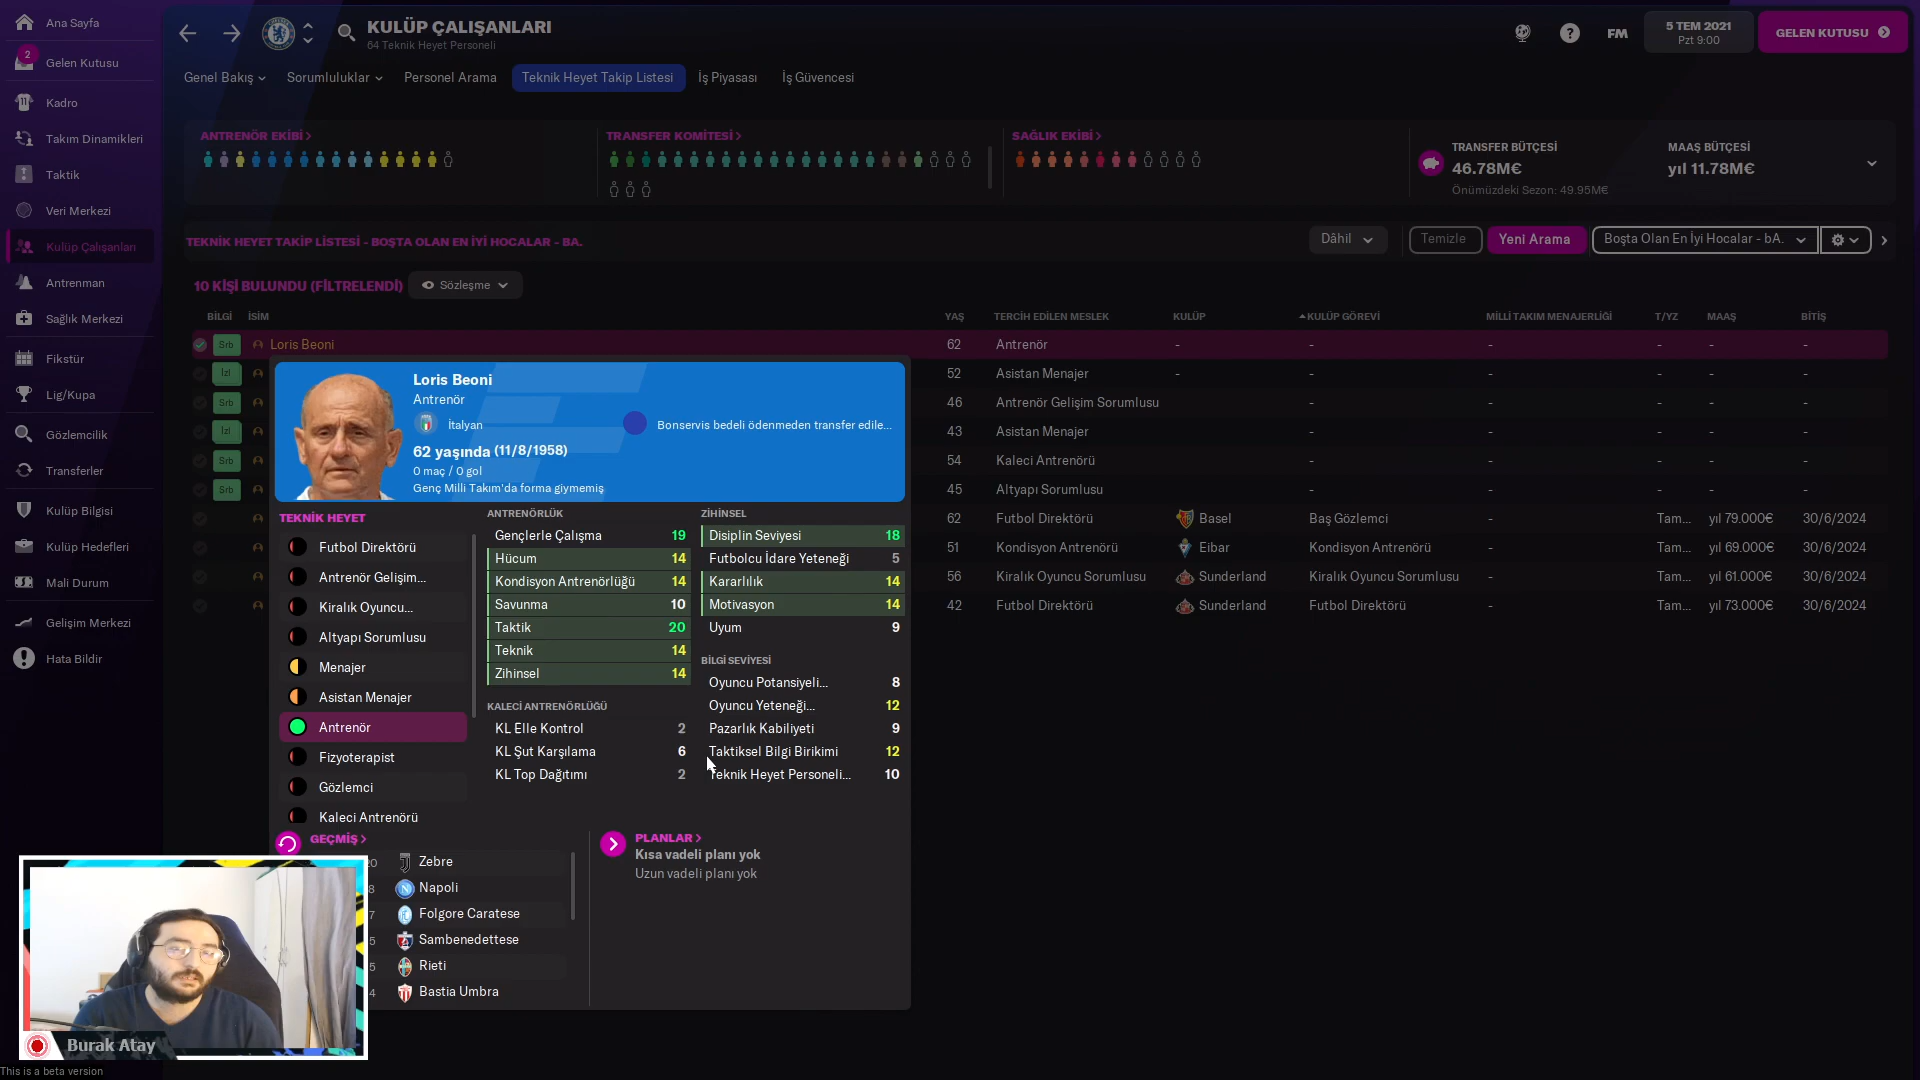 Ana Sayfa
2
Gelen Kutusu
Kadro
Takım Dinamikleri
Taktik
Veri Merkezi
Kulüp Çalışanları
Antrenman
Sağlık Merkezi
Fikstür
Lig/Kupa
Gözlemcilik
Transferler
Kulüp Bilgisi
Kulüp Hedefleri
Mali Durum
Gelişim Merkezi
Hata Bildir
KULÜP ÇALIŞANLARI
64 Teknik Heyet Personeli
FM
5 TEM 2021
Pzt 9:00
GELEN KUTUSU
Genel Bakış
Sorumluluklar
Personel Arama
Teknik Heyet Takip Listesi
İş Piyasası
İş Güvencesi
ANTRENÖR EKİBİ>
TRANSFER KOMİTESİ>
SAĞLIK EKİBİ>
TRANSFER BÜTÇESİ
46.78M€
Önümüzdeki Sezon: 49.95M€
MAAŞ BÜTÇESİ
yıl 11.78M€
TEKNİK HEYET TAKİP LİSTESİ - BOŞTA OLAN EN İYİ HOCALAR - BA.
Dâhil
Temizle
Yeni Arama
Boşta Olan En İyi Hocalar - bA.
10 KİŞİ BULUNDU (FİLTRELENDİ)
Sözleşme
BİLGİ İSİM YAŞ TERCİH EDİLEN MESLEK KULÜP KULÜP GÖREVİ MİLLİ TAKIM MENAJERLİĞİ T/YZ MAAŞ BİTİŞ
Srb Loris Beoni 62 Antrenör - - - - - -
İzl 52 Asistan Menajer - - - - - -
Srb 46 Antrenör Gelişim Sorumlusu - - - - -
İzl 43 Asistan Menajer - - - - -
Srb 54 Kaleci Antrenörü - - - - -
Srb 45 Altyapı Sorumlusu - - - - -
62 Futbol Direktörü Basel Baş Gözlemci - Tam... yıl 79.000€ 30/6/2024
51 Kondisyon Antrenörü Eibar Kondisyon Antrenörü - Tam... yıl 69.000€ 30/6/2024
56 Kiralık Oyuncu Sorumlusu Sunderland Kiralık Oyuncu Sorumlusu - Tam... yıl 61.000€ 30/6/2024
42 Futbol Direktörü Sunderland Futbol Direktörü - Tam... yıl 73.000€ 30/6/2024
Loris Beoni
Antrenör
İtalyan
Bonservis bedeli ödenmeden transfer edile...
62 yaşında (11/8/1958)
0 maç / 0 gol
Genç Milli Takım'da forma giymemiş
TEKNİK HEYET
Futbol Direktörü
Antrenör Gelişim...
Kiralık Oyuncu...
Altyapı Sorumlusu
Menajer
Asistan Menajer
Antrenör
Fizyoterapist
Gözlemci
Kaleci Antrenörü
ANTRENÖRLÜK
Gençlerle Çalışma 19
Hücum 14
Kondisyon Antrenörlüğü 14
Savunma 10
Taktik 20
Teknik 14
Zihinsel 14
KALECİ ANTRENÖRLÜĞÜ
KL Elle Kontrol 2
KL Şut Karşılama 6
KL Top Dağıtımı 2
ZİHİNSEL
Disiplin Seviyesi 18
Futbolcu İdare Yeteneği 5
Kararlılık 14
Motivasyon 14
Uyum 9
BİLGİ SEVİYESİ
Oyuncu Potansiyeli... 8
Oyuncu Yeteneği... 12
Pazarlık Kabiliyeti 9
Taktiksel Bilgi Birikimi 12
Teknik Heyet Personeli... 10
GEÇMİŞ>
20 Zebre
8 Napoli
7 Folgore Caratese
5 Sambenedettese
5 Rieti
4 Bastia Umbra
PLANLAR>
Kısa vadeli planı yok
Uzun vadeli planı yok
Burak Atay
This is a beta version